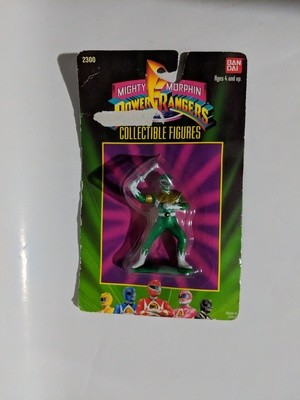 2300
BAN
DAI
Ages 4 and up.
MIGHTY MORPHIN
POWER RANGERS
COLLECTIBLE FIGURES